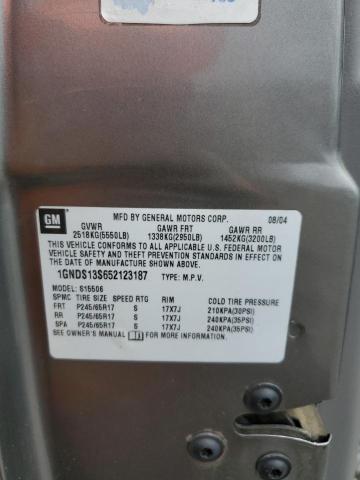 MFD BY GENERAL MOTORS CORP. 08/04
GM
GVWR GAWR FRT GAWR RR
2518KG(5550LB) 1338KG(2950LB) 1452KG(3200LB)
THIS VEHICLE CONFORMS TO ALL APPLICABLE U.S. FEDERAL MOTOR
VEHICLE SAFETY AND THEFT PREVENTION STANDARDS IN EFFECT ON
THE DATE OF MANUFACTURE SHOWN ABOVE.
1GNDS13S652123187 TYPE: M.P.V.
MODEL: S15506
SPMC TIRE SIZE SPEED RTG RIM COLD TIRE PRESSURE
FRT P245/65R17 S 17X7J 210KPA(30PSI)
RR P245/65R17 S 17X7J 240KPA(35PSI)
SPA P245/65R17 S 17X7J 240KPA(35PSI)
SEE OWNER'S MANUAL FOR MORE INFORMATION.